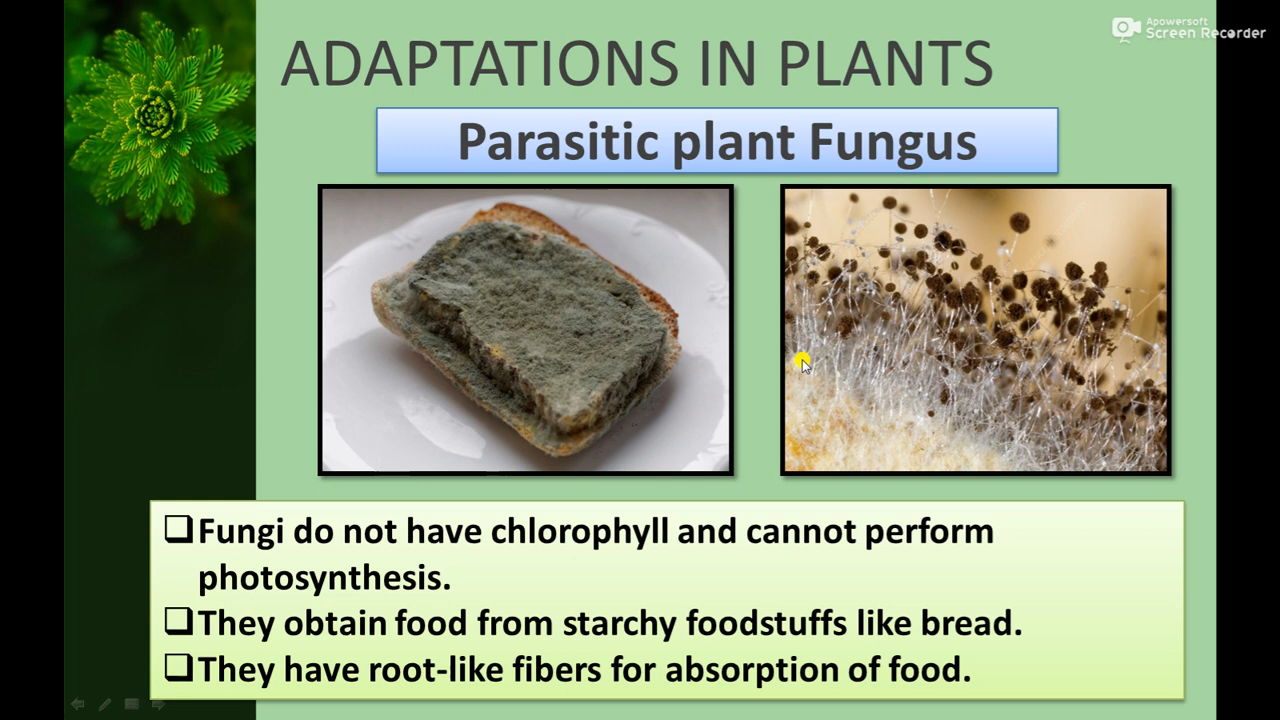 Apowersoft
Screen Recorder
ADAPTATIONS IN PLANTS
Parasitic plant Fungus
❑Fungi do not have chlorophyll and cannot perform
photosynthesis.
❑They obtain food from starchy foodstuffs like bread.
❑They have root-like fibers for absorption of food.